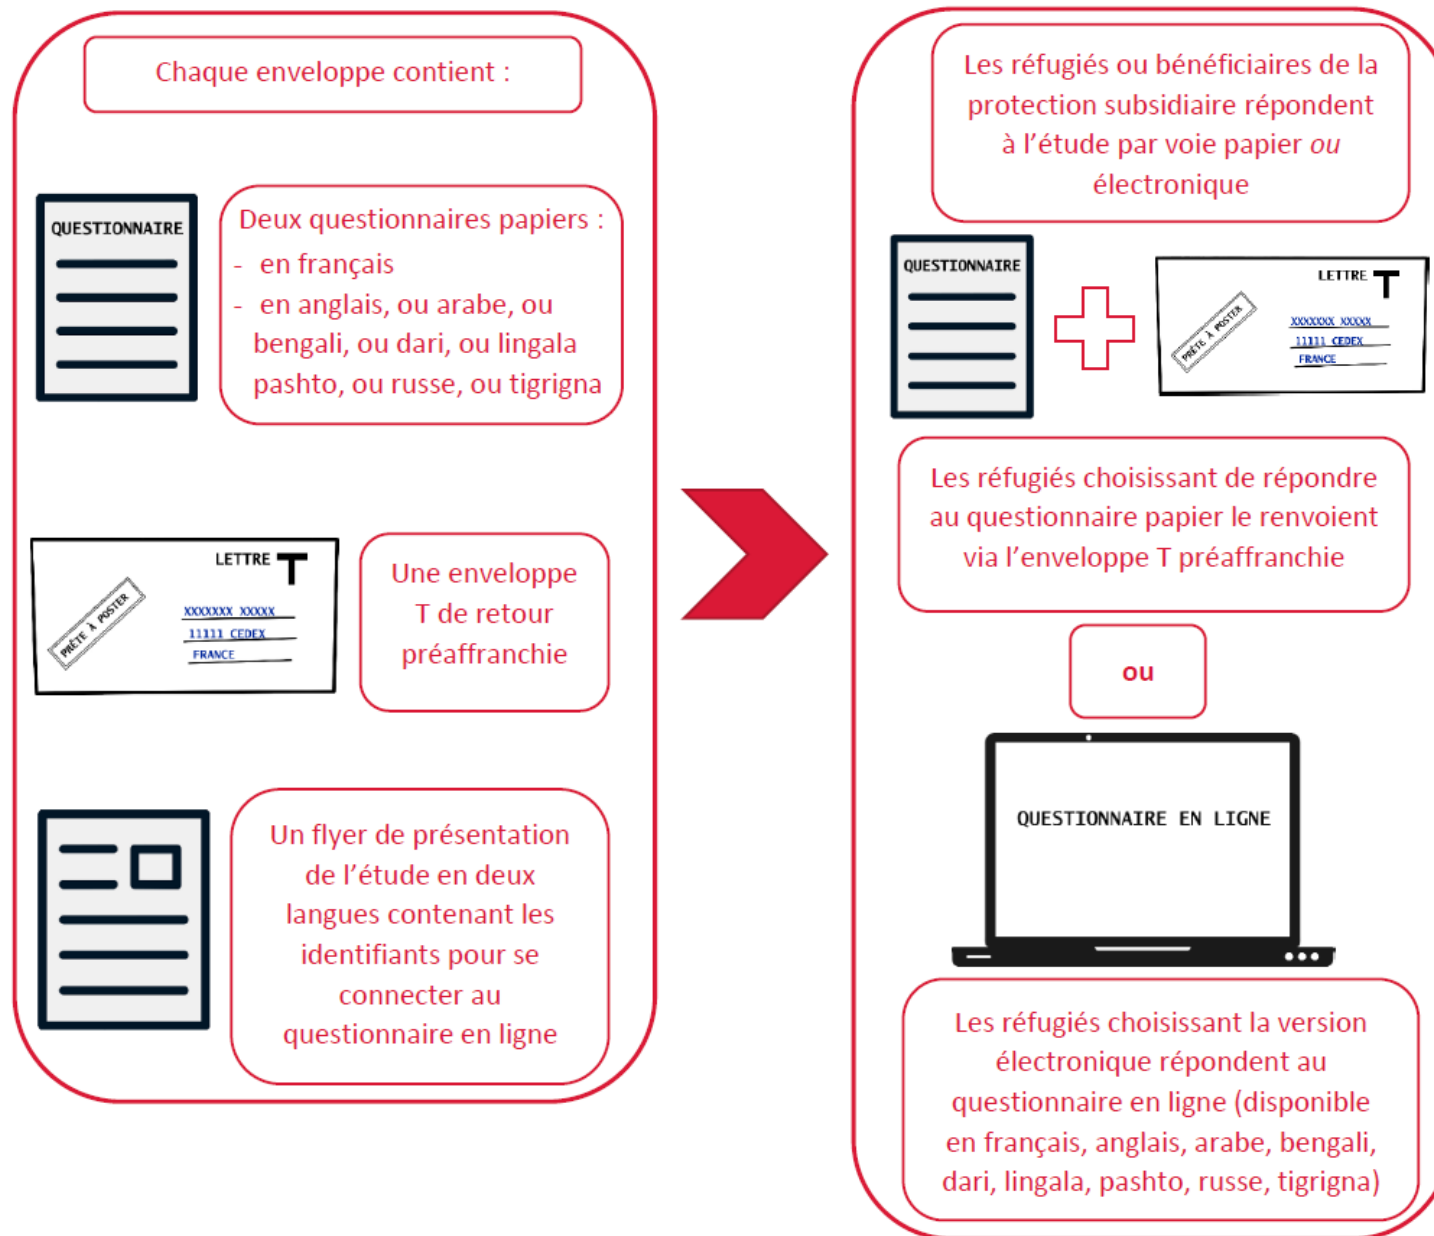 Chaque enveloppe contient :
QUESTIONNAIRE
Deux questionnaires papiers :
- en français
- en anglais, ou arabe, ou
bengali, ou dari, ou lingala
pashto, ou russe, ou tigrigna
LETTRE T
PRÊTE À POSTER
XXXXXXX XXXXX
11111 CEDEX
FRANCE
Une enveloppe
T de retour
préaffranchie
Un flyer de présentation
de l’étude en deux
langues contenant les
identifiants pour se
connecter au
questionnaire en ligne
Les réfugiés ou bénéficiaires de la
protection subsidiaire répondent
à l’étude par voie papier ou
électronique
QUESTIONNAIRE
LETTRE T
PRÊTE À POSTER
XXXXXXX XXXXX
11111 CEDEX
FRANCE
Les réfugiés choisissant de répondre
au questionnaire papier le renvoient
via l’enveloppe T préaffranchie
ou
QUESTIONNAIRE EN LIGNE
Les réfugiés choisissant la version
électronique répondent au
questionnaire en ligne (disponible
en français, anglais, arabe, bengali,
dari, lingala, pashto, russe, tigrigna)